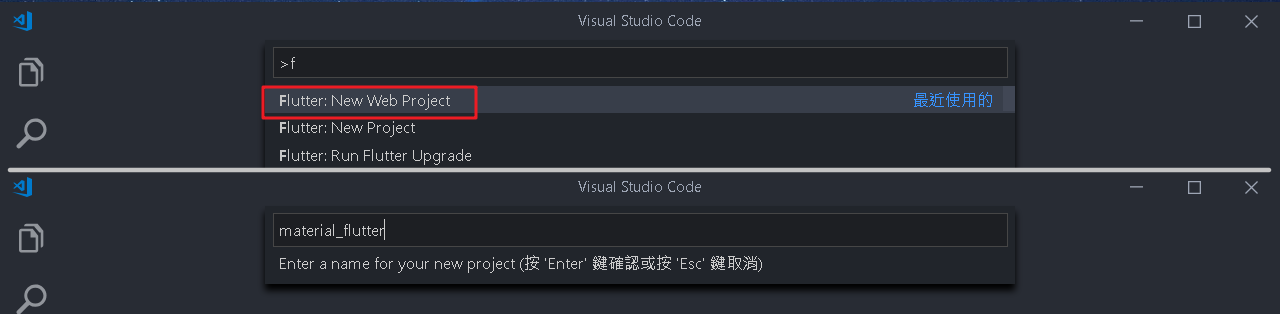 Visual Studio Code
>f
Flutter: New Web Project 最近使用的
Flutter: New Project
Flutter: Run Flutter Upgrade
Visual Studio Code
material_flutter
Enter a name for your new project (按 'Enter' 鍵確認或按 'Esc' 鍵取消)